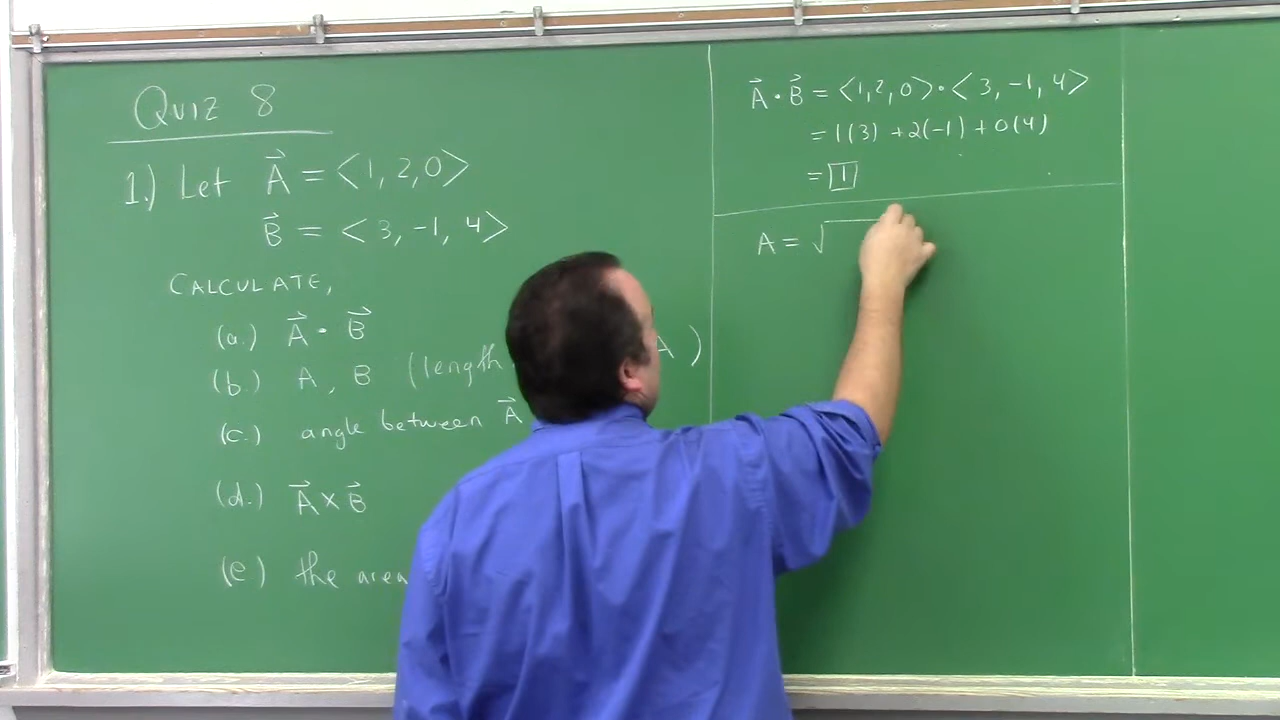 Quiz 8
1.) Let A⃗ = <1, 2, 0>
B⃗ = < 3, -1, 4 >
CALCULATE,
(a.) A⃗ · B⃗
(b.) A, B (length A )
(c.) angle between A⃗
(d.) A⃗ × B⃗
(e) the area
A⃗ · B⃗ = <1, 2, 0> · < 3, -1, 4 >
= 1(3) + 2(-1) + 0(4)
= 1
A = √